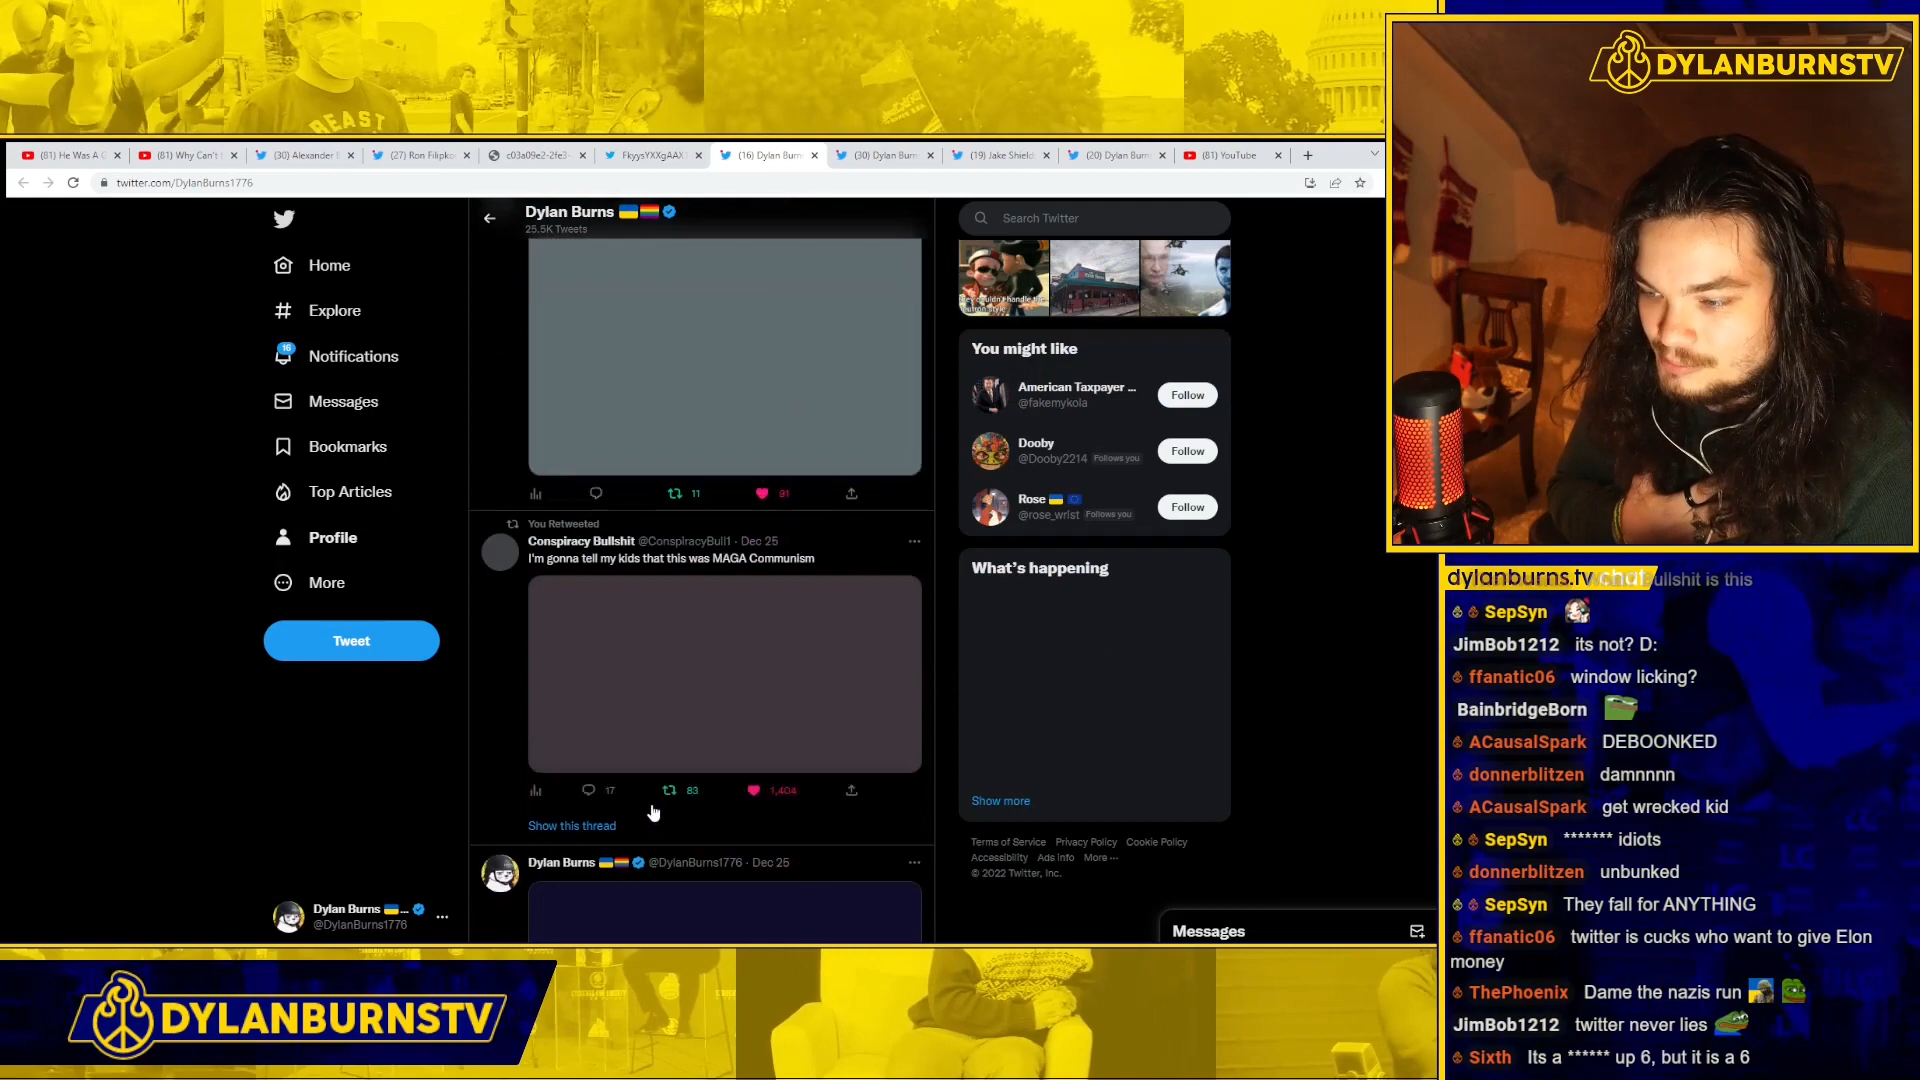 BEAST
DYLANBURNSTV
(81) He Was A G
(81) Why Can't
(30) Alexander
(27) Ron Filipko
c03a09e2-2fe3-
FkyysYXXgAAX
(16) Dylan Burn
(30) Dylan Burn
(19) Jake Shield
(20) Dylan Burn
(81) YouTube
twitter.com/DylanBurns1776
Dylan Burns
25.5K Tweets
Search Twitter
Home
Explore
16
Notifications
Messages
Bookmarks
Top Articles
Profile
More
Tweet
11
You might like
American Taxpayer ...
@fakemykola
Follow
Dooby
@Dooby2214 Follows you
Follow
Rose
@rose_wrist Follows you
Follow
You Retweeted
Conspiracy Bullshit @ConspiracyBull1 · Dec 25
I'm gonna tell my kids that this was MAGA Communism
17
83
1,404
Show this thread
What's happening
Show more
Terms of Service Privacy Policy Cookie Policy
Accessibility Ads info More ...
© 2022 Twitter, Inc.
Dylan Burns @DylanBurns1776 · Dec 25
Dylan Burns ...
@DylanBurns1776
Messages
DYLANBURNSTV
dylanburns.tv chat
is this
SepSyn
JimBob1212 its not? D:
ffanatic06 window licking?
BainbridgeBorn
ACausalSpark DEBOONKED
donnerblitzen damnnnn
ACausalSpark get wrecked kid
SepSyn ******* idiots
donnerblitzen unbunked
SepSyn They fall for ANYTHING
ffanatic06 twitter is cucks who want to give Elon
money
ThePhoenix Dame the nazis run
JimBob1212 twitter never lies
Sixth Its a ****** up 6, but it is a 6